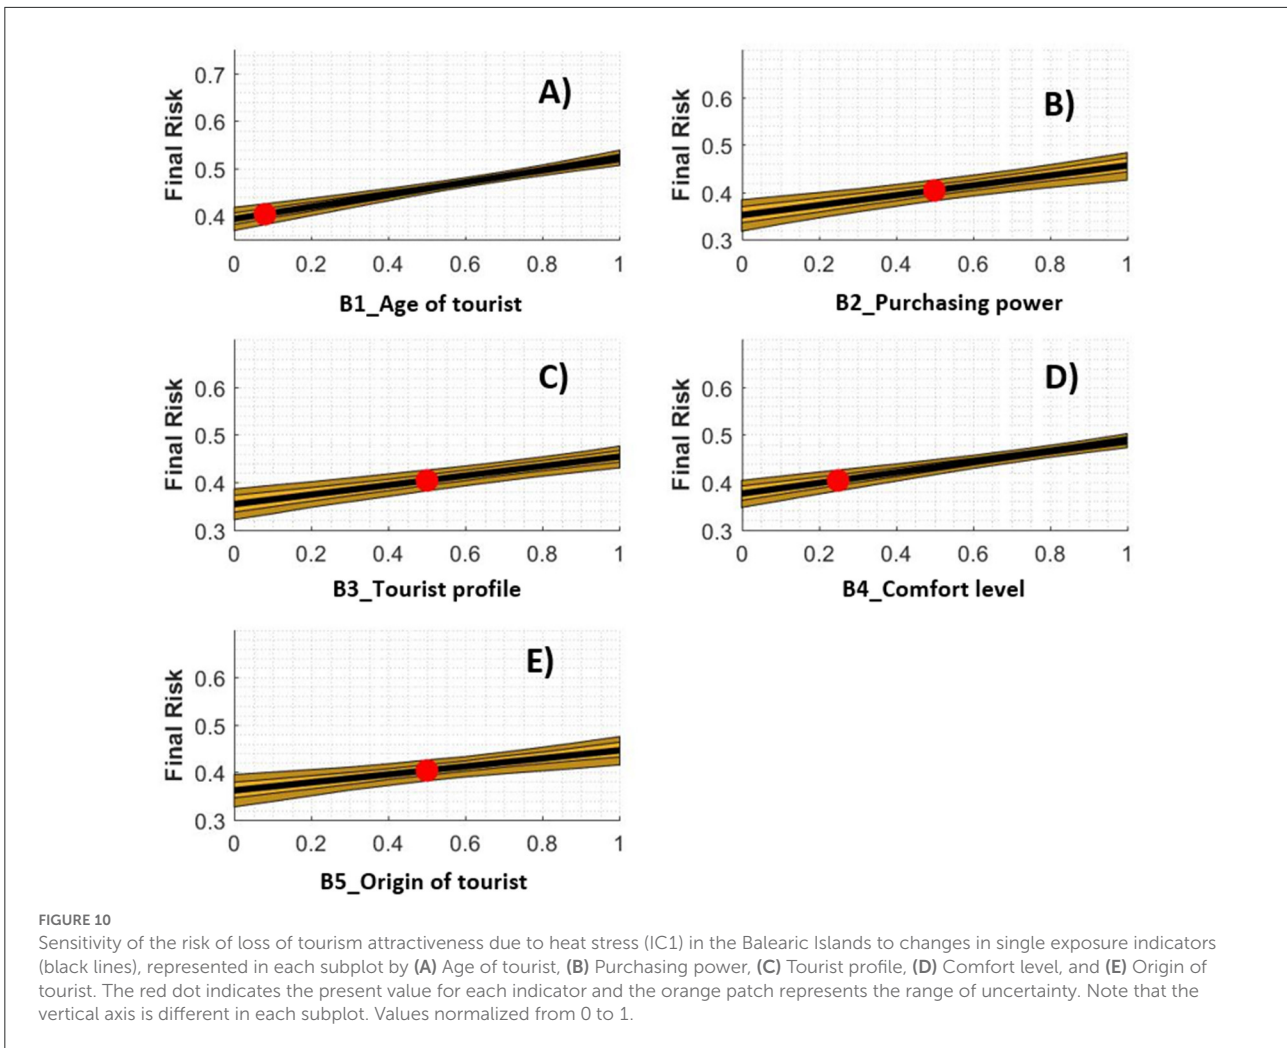 A)
Final Risk
0.7
0.6
0.5
0.4
0 0.2 0.4 0.6 0.8 1
B1_Age of tourist
B)
Final Risk
0.6
0.5
0.4
0.3
0 0.2 0.4 0.6 0.8 1
B2_Purchasing power
C)
Final Risk
0.6
0.5
0.4
0.3
0 0.2 0.4 0.6 0.8 1
B3_Tourist profile
D)
Final Risk
0.6
0.5
0.4
0.3
0 0.2 0.4 0.6 0.8 1
B4_Comfort level
E)
Final Risk
0.6
0.5
0.4
0.3
0 0.2 0.4 0.6 0.8 1
B5_Origin of tourist
FIGURE 10
Sensitivity of the risk of loss of tourism attractiveness due to heat stress (IC1) in the Balearic Islands to changes in single exposure indicators
(black lines), represented in each subplot by (A) Age of tourist, (B) Purchasing power, (C) Tourist profile, (D) Comfort level, and (E) Origin of
tourist. The red dot indicates the present value for each indicator and the orange patch represents the range of uncertainty. Note that the
vertical axis is different in each subplot. Values normalized from 0 to 1.